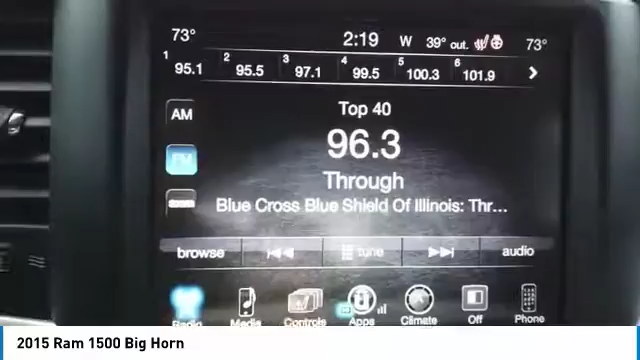 73° 2:19 W 39° out. 73°
1 95.1 2 95.5 3 97.1 4 99.5 5 100.3 6 101.9
AM
Top 40
96.3
FM
Through
Blue Cross Blue Shield Of Illinois: Thr...
browse tune audio
Radio Media Controls Apps Climate Off Phone
2015 Ram 1500 Big Horn